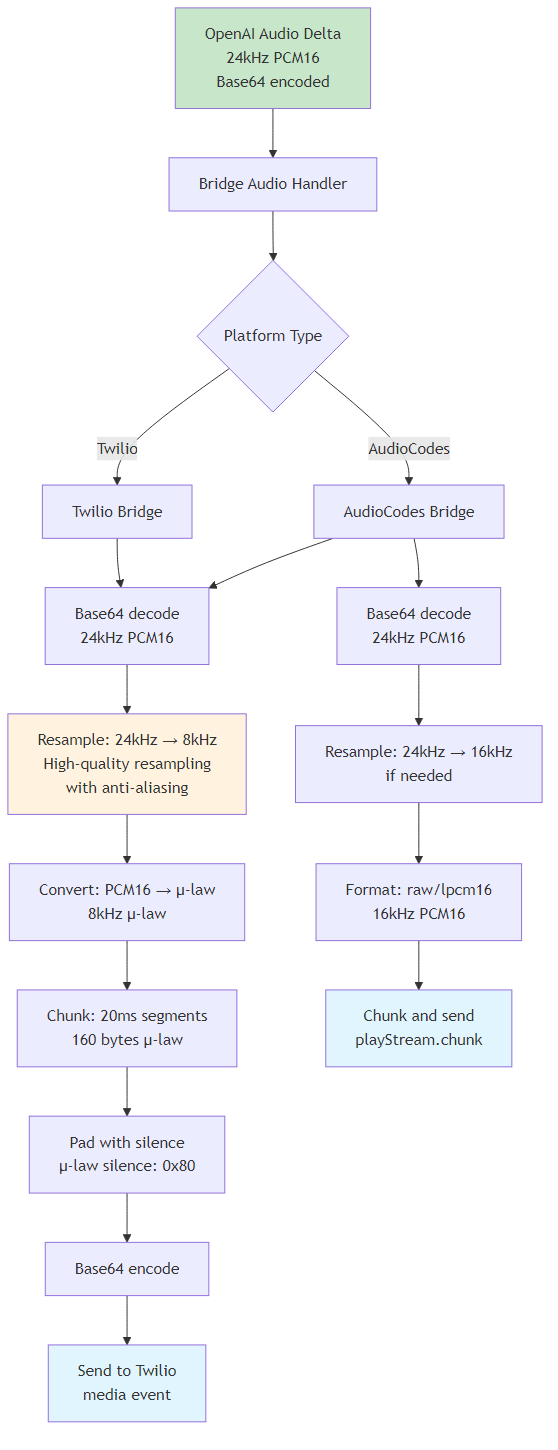 OpenAI Audio Delta
24kHz PCM16
Base64 encoded
Bridge Audio Handler
Platform Type
Twilio
AudioCodes
Twilio Bridge
AudioCodes Bridge
Base64 decode
24kHz PCM16
Base64 decode
24kHz PCM16
Resample: 24kHz → 8kHz
High-quality resampling
with anti-aliasing
Resample: 24kHz → 16kHz
if needed
Convert: PCM16 → μ-law
8kHz μ-law
Format: raw/lpcm16
16kHz PCM16
Chunk: 20ms segments
160 bytes μ-law
Chunk and send
playStream.chunk
Pad with silence
μ-law silence: 0x80
Base64 encode
Send to Twilio
media event